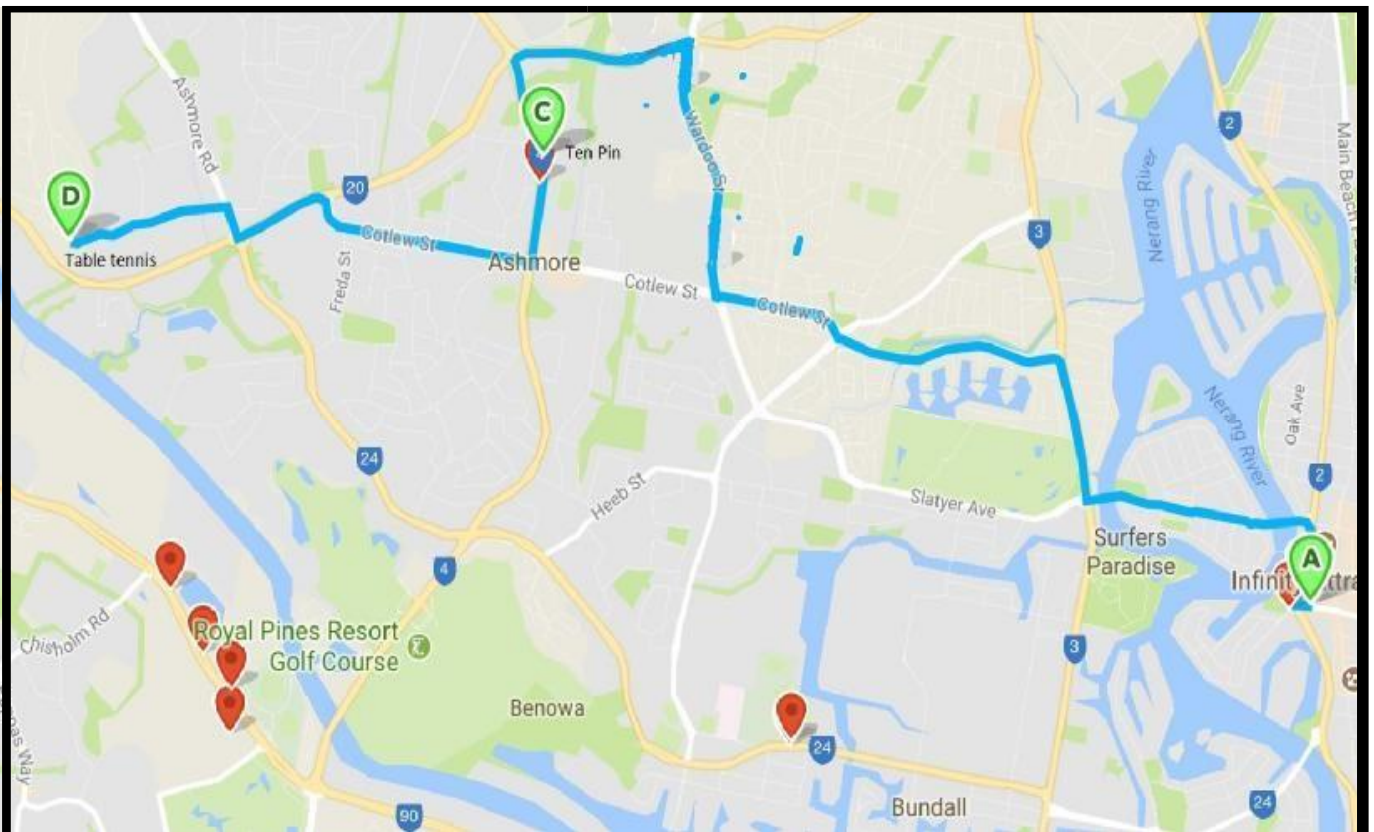 Ashmore Rd
C
Ten Pin
Wardoo St
2
Main Beach
Nerang River
D
20
3
Table tennis
Cotlew St
Ashmore
Freda St
Cotlew St
Cotlew St
Nerang River
Oak Ave
24
Heeb St
2
Slatyer Ave
Surfers
Paradise
A
4
Chisholm Rd
Royal Pines Resort
Golf Course
3
Benowa
24
Bundall
24
90
Way